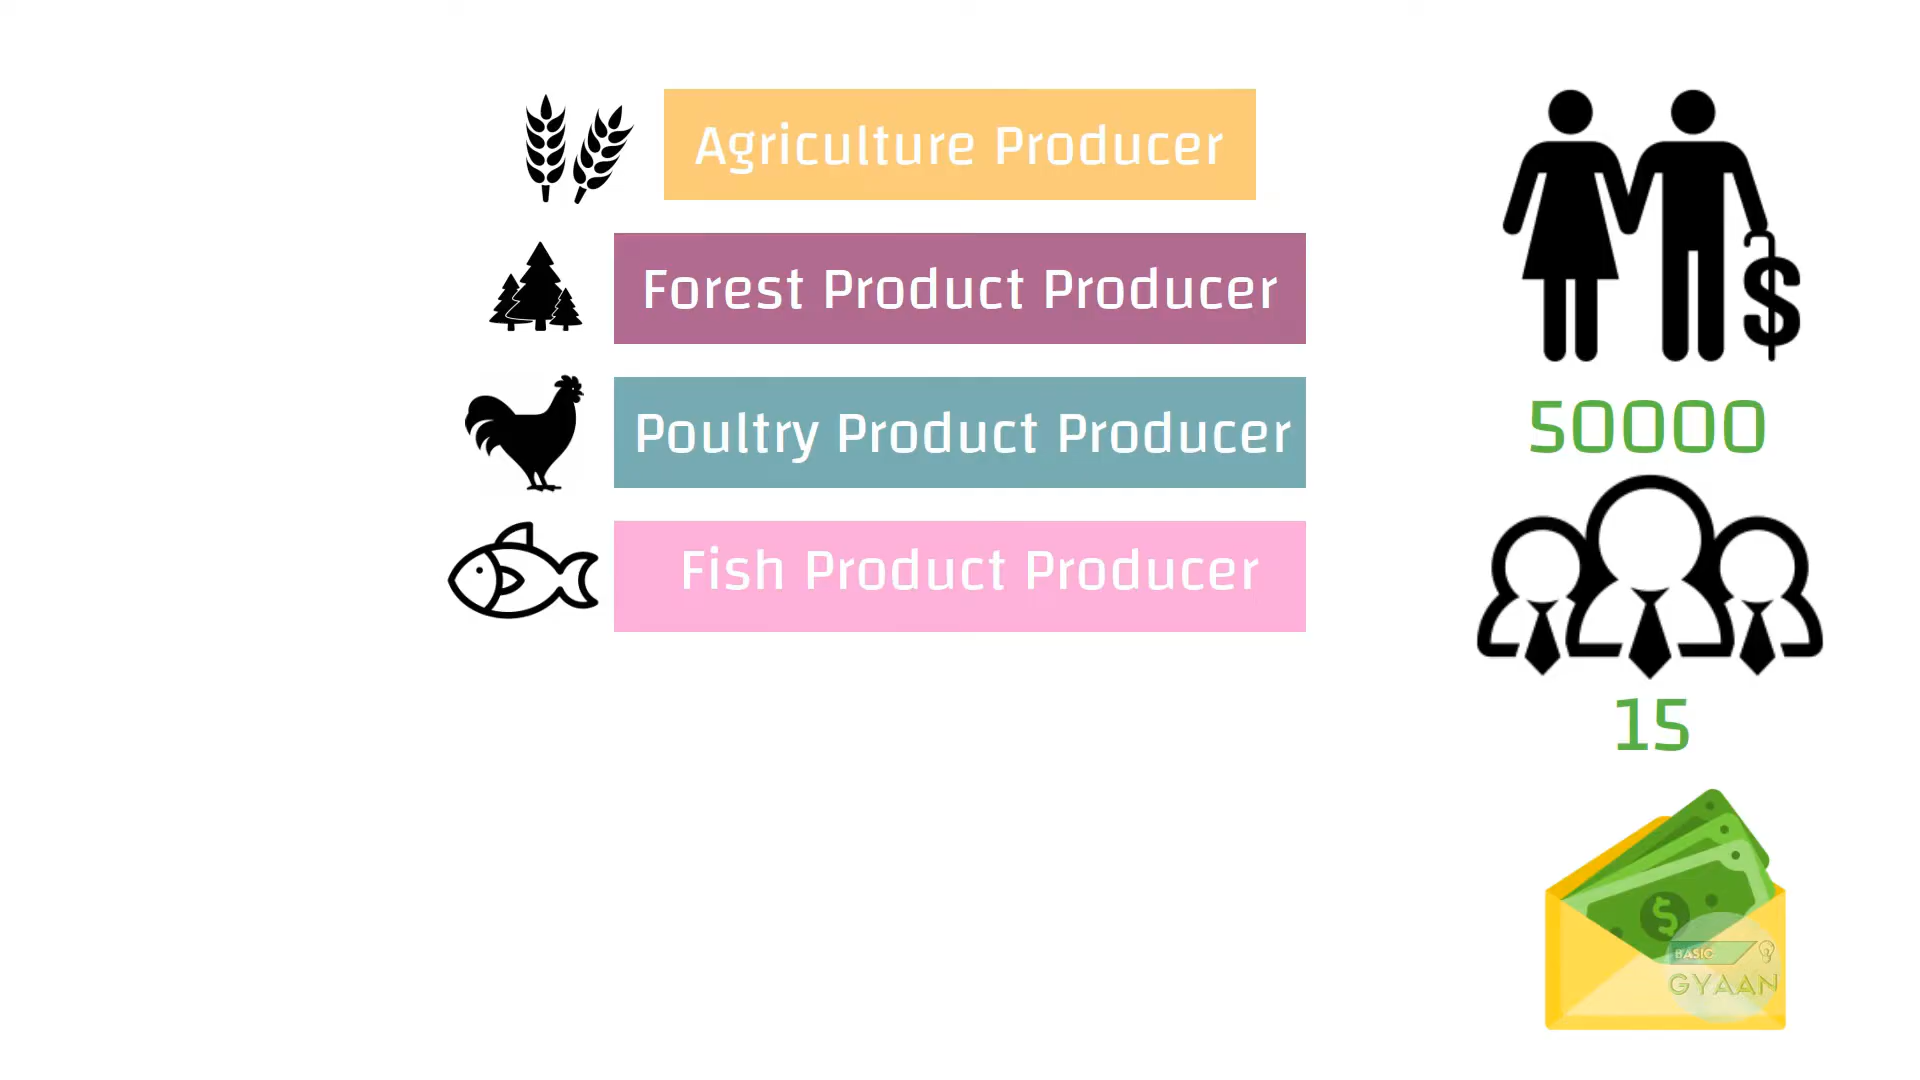 Agriculture Producer
Forest Product Producer
Poultry Product Producer
Fish Product Producer
$
50000
15
$
BASIC
GYAAN